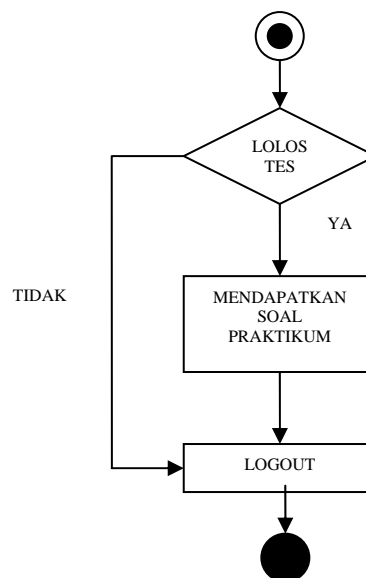 LOLOS
TES
YA
TIDAK
MENDAPATKAN
SOAL
PRAKTIKUM
LOGOUT